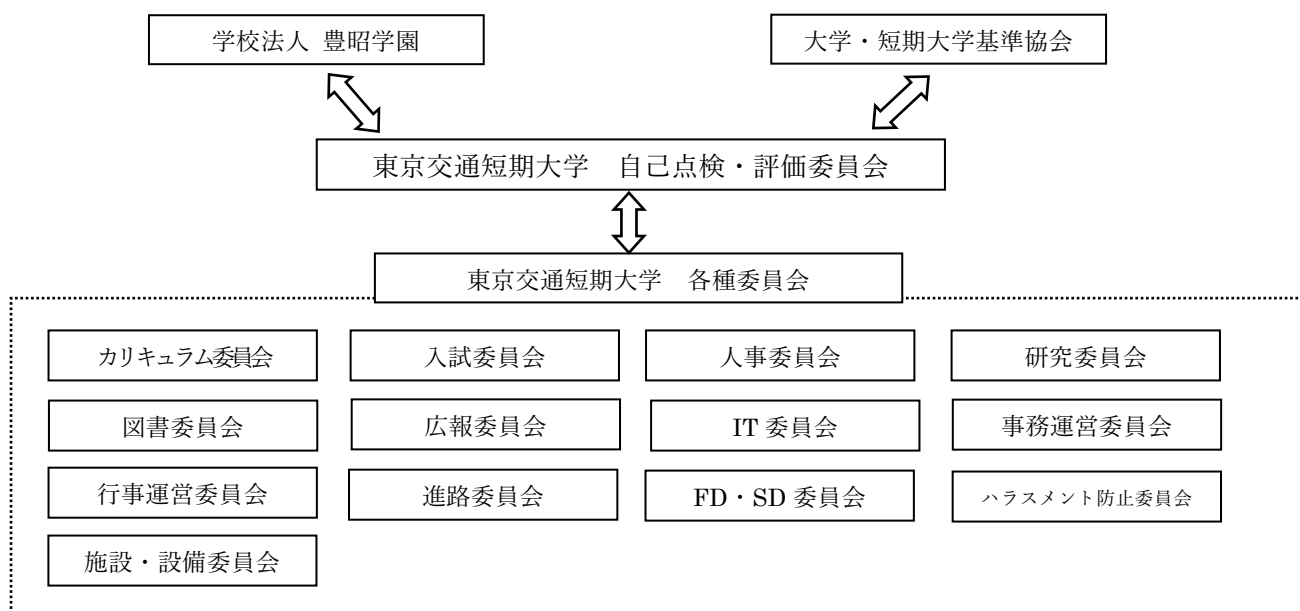 学校法人 豊昭学園
大学・短期大学基準協会
東京交通短期大学 自己点検・評価委員会
東京交通短期大学 各種委員会
カリキュラム委員会
入試委員会
人事委員会
研究委員会
図書委員会
広報委員会
IT 委員会
事務運営委員会
行事運営委員会
進路委員会
FD・SD 委員会
ハラスメント防止委員会
施設・設備委員会